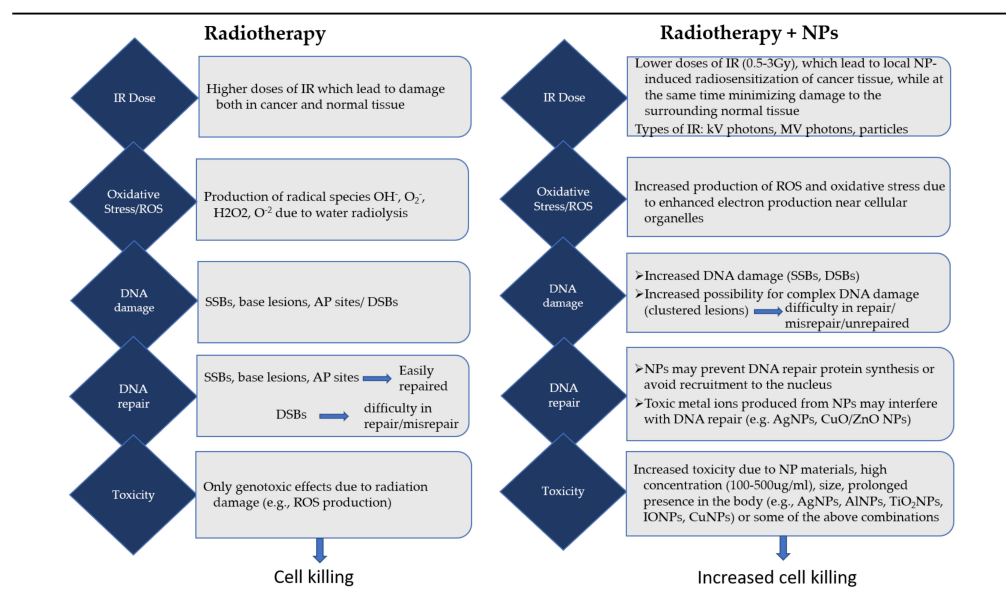 Radiotherapy
IR Dose
Higher doses of IR which lead to damage
both in cancer and normal tissue
Oxidative
Stress/ROS
Production of radical species OH⁻, O₂⁻,
H2O2, O⁻² due to water radiolysis
DNA
damage
SSBs, base lesions, AP sites/ DSBs
DNA
repair
SSBs, base lesions, AP sites
Easily
repaired
DSBs
difficulty in
repair/misrepair
Toxicity
Only genotoxic effects due to radiation
damage (e.g., ROS production)
Cell killing
Radiotherapy + NPs
IR Dose
Lower doses of IR (0.5-3Gy), which lead to local NP-
induced radiosensitization of cancer tissue, while at
the same time minimizing damage to the
surrounding normal tissue
Types of IR: kV photons, MV photons, particles
Oxidative
Stress/ROS
Increased production of ROS and oxidative stress due
to enhanced electron production near cellular
organelles
DNA
damage
➢Increased DNA damage (SSBs, DSBs)
➢Increased possibility for complex DNA damage
(clustered lesions) difficulty in repair/
misrepair/unrepaired
DNA
repair
➢NPs may prevent DNA repair protein synthesis or
avoid recruitment to the nucleus
➢Toxic metal ions produced from NPs may interfere
with DNA repair (e.g. AgNPs, CuO/ZnO NPs)
Toxicity
Increased toxicity due to NP materials, high
concentration (100-500ug/ml), size, prolonged
presence in the body (e.g., AgNPs, AlNPs, TiO₂NPs,
IONPs, CuNPs) or some of the above combinations
Increased cell killing